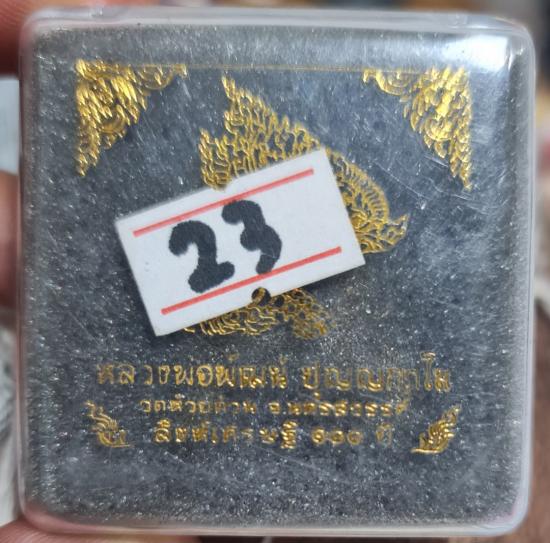 23
หลวงพ่อพัฒน์ ปุญญกาโม
วัดห้วยด้วน จ.นครสวรรค์
สิงห์เศรษฐี ๑๐๐ ปี